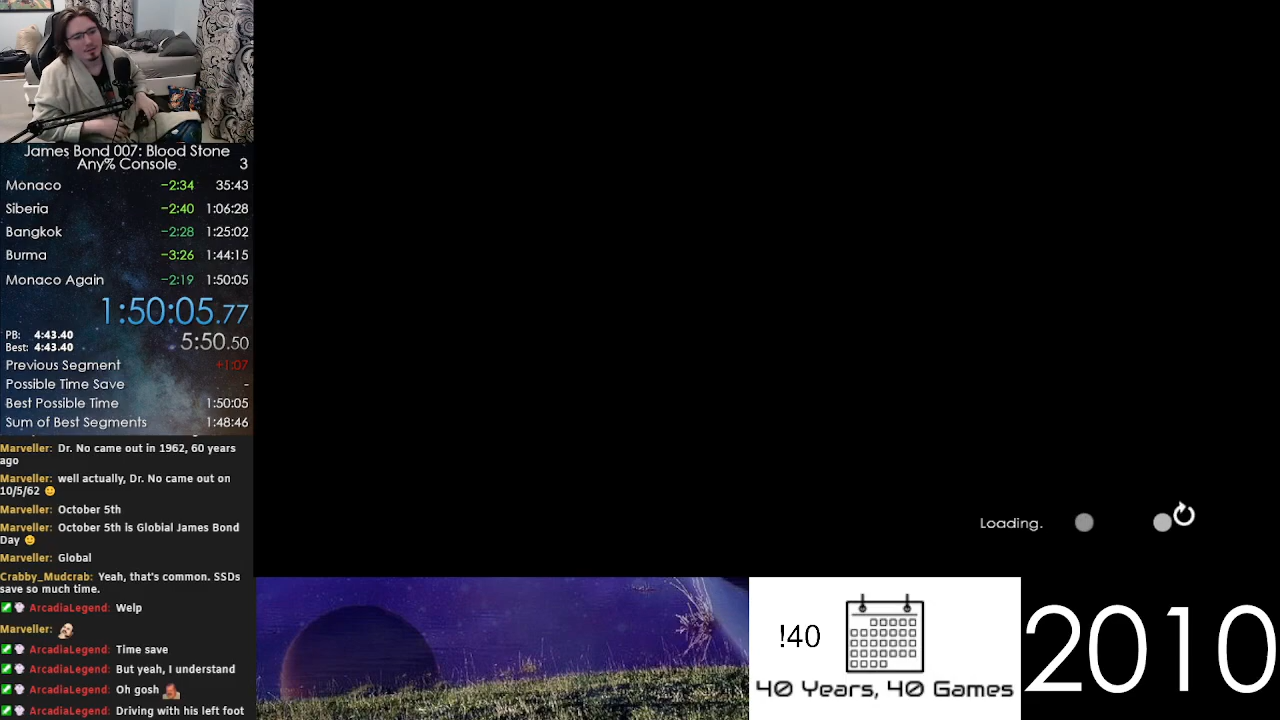 James Bond 007: Blood Stone
Any% Console 3
Monaco −2:34 35:43
Siberia −2:40 1:06:28
Bangkok −2:28 1:25:02
Burma −3:26 1:44:15
Monaco Again −2:19 1:50:05
1:50:05.77
PB: 4:43.40
Best: 4:43.40
5:50.50
Previous Segment +1:07
Possible Time Save -
Best Possible Time 1:50:05
Sum of Best Segments 1:48:46
Marveller: Dr. No came out in 1962, 60 years
ago
Marveller: well actually, Dr. No came out on
10/5/62
Marveller: October 5th
Marveller: October 5th is Globial James Bond
Day
Marveller: Global
Crabby_Mudcrab: Yeah, that's common. SSDs
save so much time.
ArcadiaLegend: Welp
Marveller:
ArcadiaLegend: Time save
ArcadiaLegend: But yeah, I understand
ArcadiaLegend: Oh gosh
ArcadiaLegend: Driving with his left foot
Loading.
!40
40 Years, 40 Games
2010